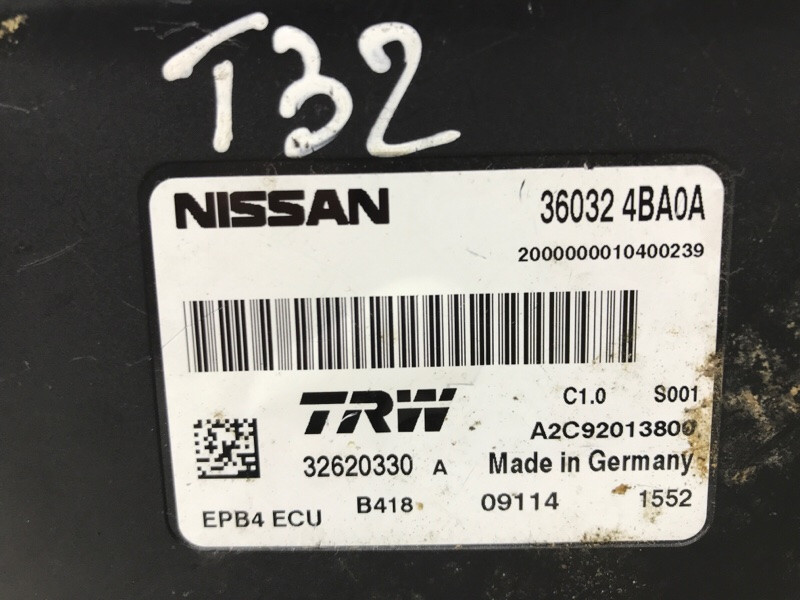 T32
NISSAN 36032 4BA0A
2000000010400239
TRW C1.0 S001
A2C92013800
32620330 A Made in Germany
EPB4 ECU B418 09114 1552